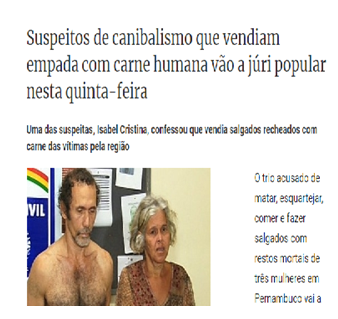 Suspeitos de canibalismo que vendiam
empada com carne humana vão a júri popular
nesta quinta-feira
Uma das suspeitas, Isabel Cristina, confessou que vendia salgados recheados com
carne das vítimas pela região
CIVIL
O trio acusado de
matar, esquartejar,
comer e fazer
salgados com
restos mortais de
três mulheres em
Pernambuco vai a